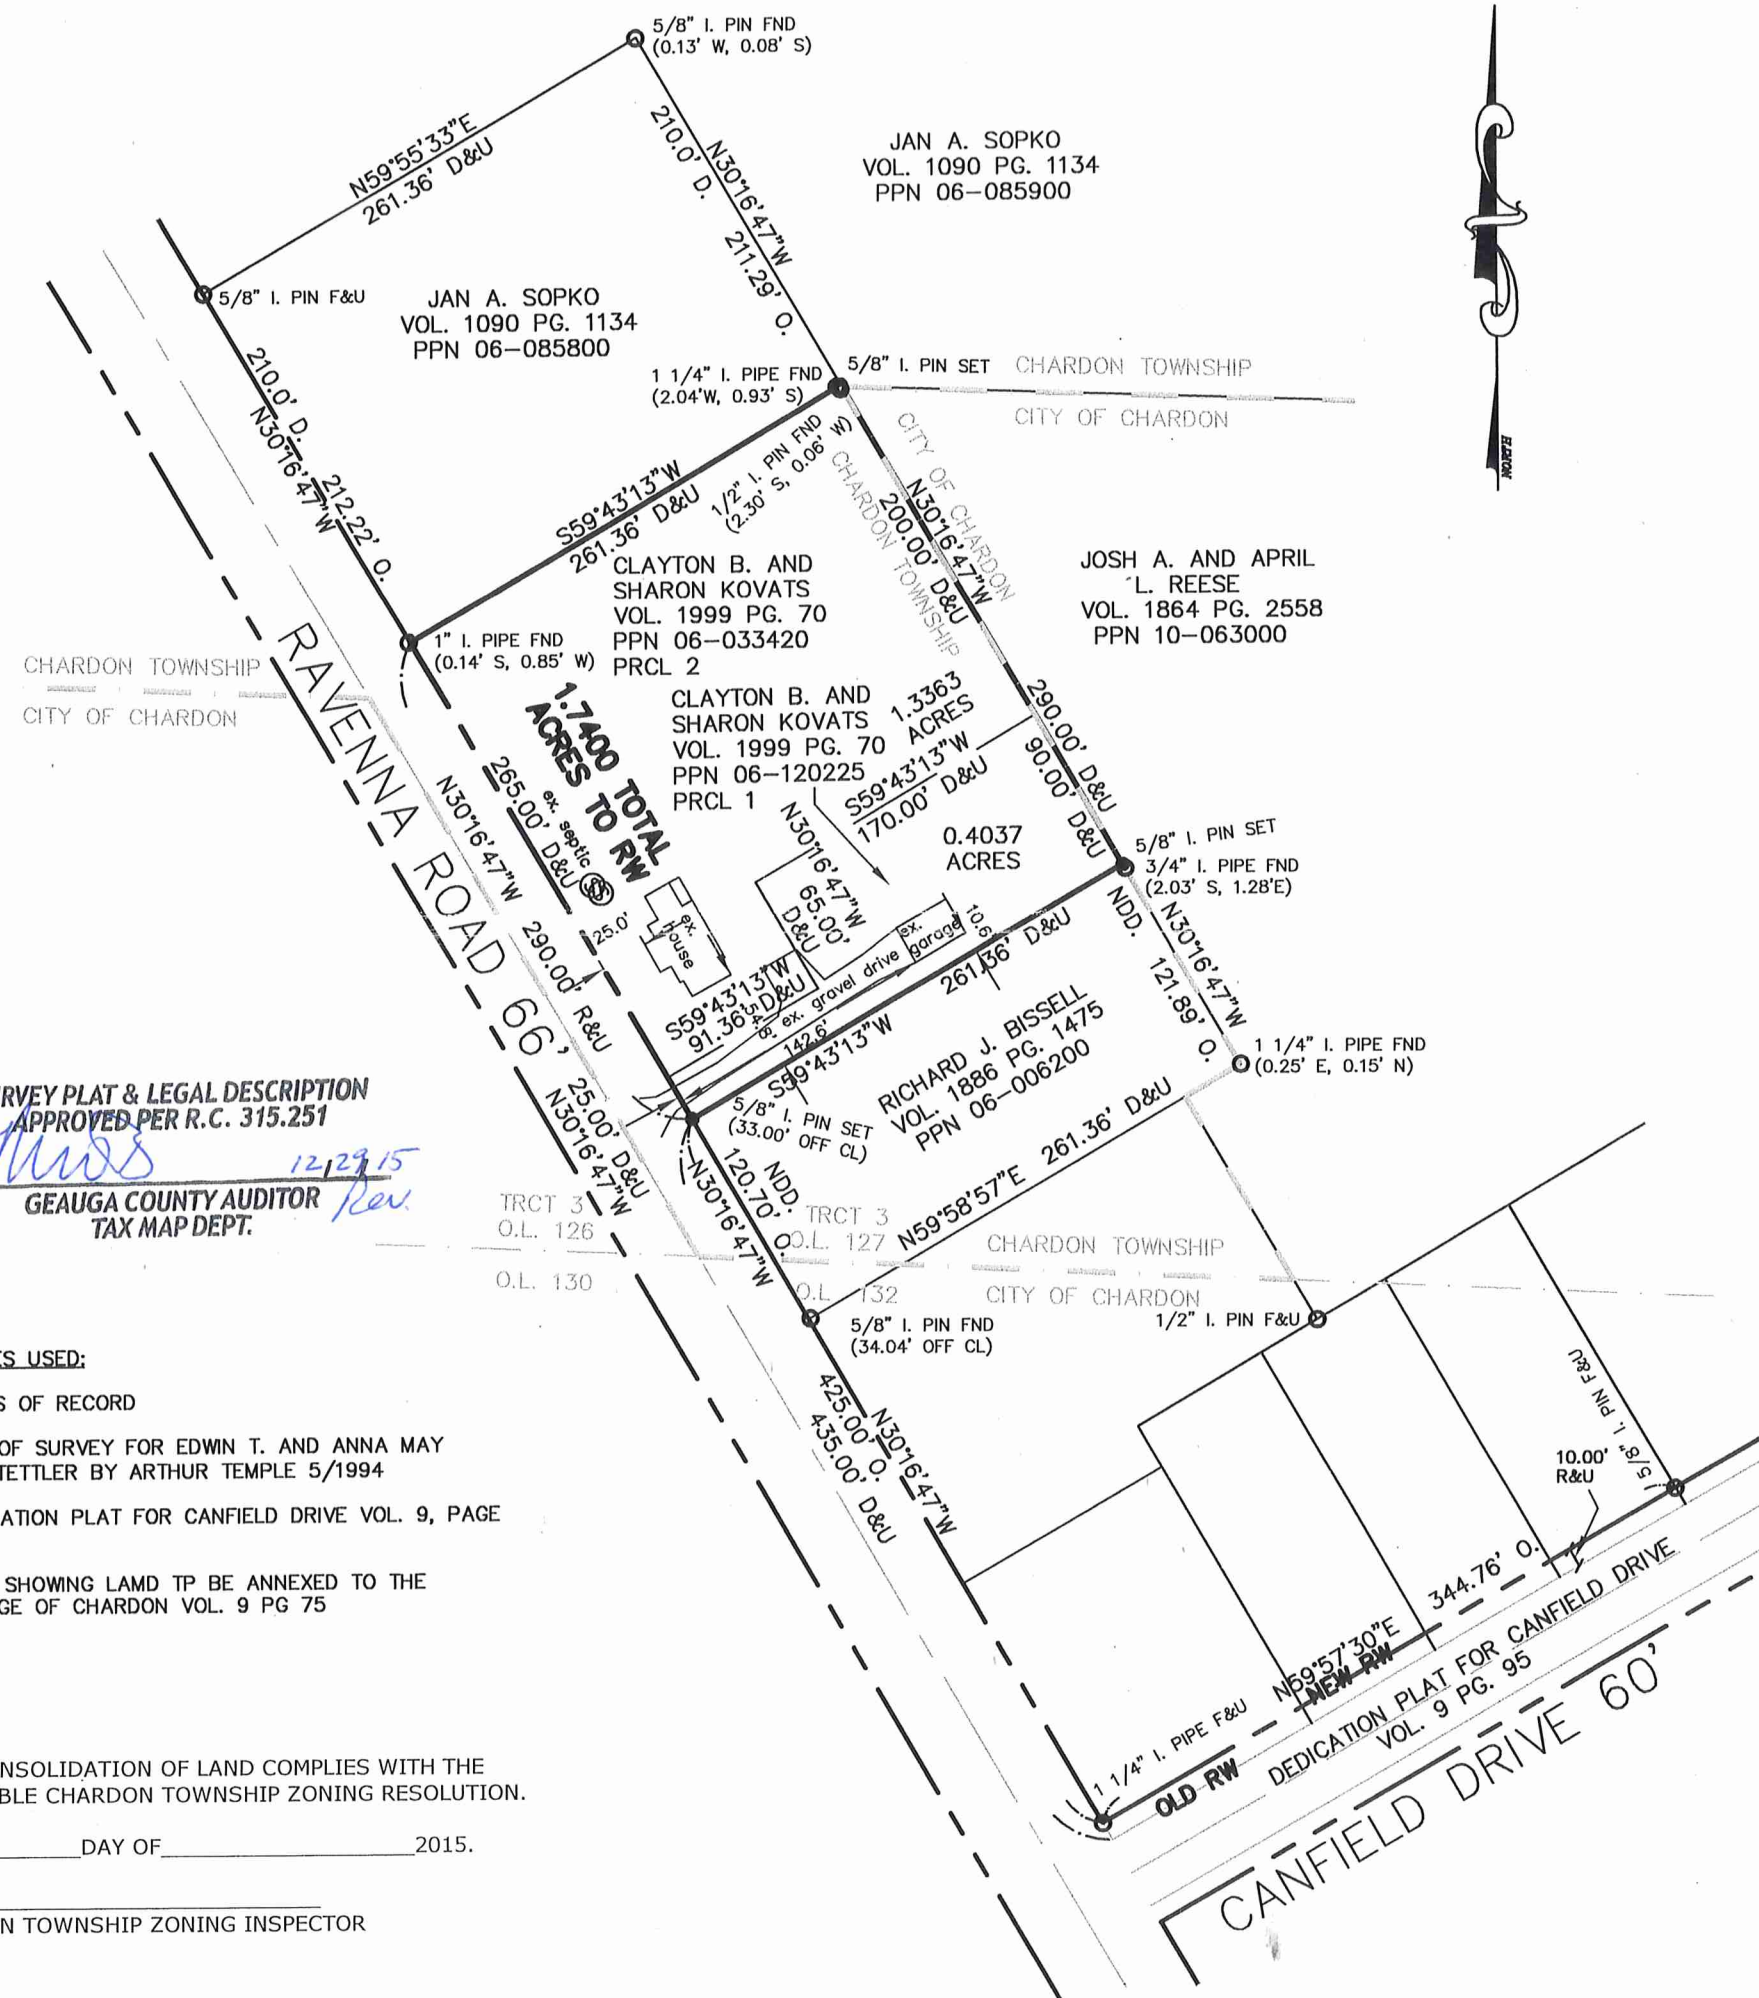 5/8" I. PIN FND
(0.13' W, 0.08' S)
N59°55'33"E
261.36' D&U
210.0' D.
N30°16'47"W
211.29' O.
JAN A. SOPKO
VOL. 1090 PG. 1134
PPN 06-085900
NORTH
5/8" I. PIN F&U
JAN A. SOPKO
VOL. 1090 PG. 1134
PPN 06-085800
210.0' D.
N30°16'47"W
212.22' O.
1 1/4" I. PIPE FND
(2.04'W, 0.93' S)
5/8" I. PIN SET
CHARDON TOWNSHIP
CITY OF CHARDON
1/2" I. PIN FND
(2.30' S, 0.06' W)
S59°43'13"W
261.36' D&U
CITY OF CHARDON
CHARDON TOWNSHIP
N30°16'47"W
200.00' D&U
CLAYTON B. AND
SHARON KOVATS
VOL. 1999 PG. 70
PPN 06-033420
PRCL 2
JOSH A. AND APRIL
L. REESE
VOL. 1864 PG. 2558
PPN 10-063000
1" I. PIPE FND
(0.14' S, 0.85' W)
CHARDON TOWNSHIP
CITY OF CHARDON
RAVENNA ROAD 66'
CLAYTON B. AND
SHARON KOVATS
VOL. 1999 PG. 70
PPN 06-120225
PRCL 1
1.3363
ACRES
S59°43'13"W
170.00' D&U
290.00' D&U
90.00' D&U
1.7400 TOTAL
ACRES TO RW
265.00' D&U
ex. septic
N30°16'47"W
290.00' R&U
25.0'
ex.
house
N30°16'47"W
65.00'
D&U
0.4037
ACRES
5/8" I. PIN SET
3/4" I. PIPE FND
(2.03' S, 1.28'E)
ex.
garage
10.6'
ex. gravel drive
S59°43'13"W
91.36' D&U
54.8'
142.6'
S59°43'13"W
261.36' D&U
NDD.
N30°16'47"W
121.89' O.
1 1/4" I. PIPE FND
(0.25' E, 0.15' N)
RICHARD J. BISSELL
VOL. 1886 PG. 1475
PPN 06-006200
5/8" I. PIN SET
(33.00' OFF CL)
25.00' D&U
N30°16'47"W
NDD.
120.70' O.
N30°16'47"W
N59°58'57"E 261.36' D&U
RVEY PLAT & LEGAL DESCRIPTION
APPROVED PER R.C. 315.251
12/29/15
GEAUGA COUNTY AUDITOR
Rev.
TAX MAP DEPT.
TRCT 3
O.L. 126
O.L. 130
TRCT 3
O.L. 127
O.L 132
CHARDON TOWNSHIP
CITY OF CHARDON
5/8" I. PIN FND
(34.04' OFF CL)
1/2" I. PIN F&U
425.00' O.
435.00' D&U
N30°16'47"W
5/8" I. PIN F&U
10.00'
R&U
S USED:
S OF RECORD
OF SURVEY FOR EDWIN T. AND ANNA MAY
TETTLER BY ARTHUR TEMPLE 5/1994
ATION PLAT FOR CANFIELD DRIVE VOL. 9, PAGE
SHOWING LAMD TP BE ANNEXED TO THE
GE OF CHARDON VOL. 9 PG 75
N59°57'30"E 344.76' O.
NEW RW
1 1/4" I. PIPE F&U
OLD RW
DEDICATION PLAT FOR CANFIELD DRIVE
VOL. 9 PG. 95
CANFIELD DRIVE 60'
NSOLIDATION OF LAND COMPLIES WITH THE
BLE CHARDON TOWNSHIP ZONING RESOLUTION.
DAY OF 2015.
N TOWNSHIP ZONING INSPECTOR